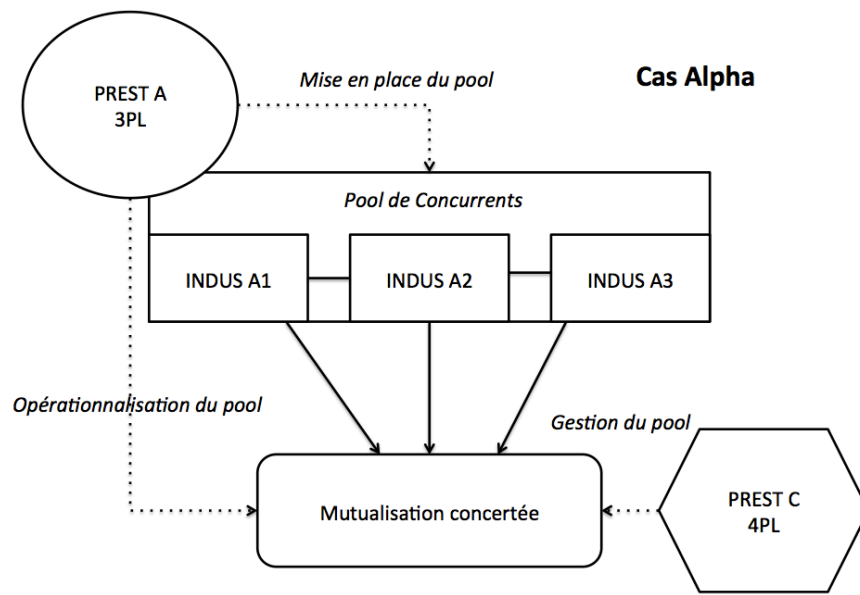 Cas Alpha
PREST A
3PL
Mise en place du pool
Pool de Concurrents
INDUS A1
INDUS A2
INDUS A3
Opérationnalisation du pool
Gestion du pool
Mutualisation concertée
PREST C
4PL